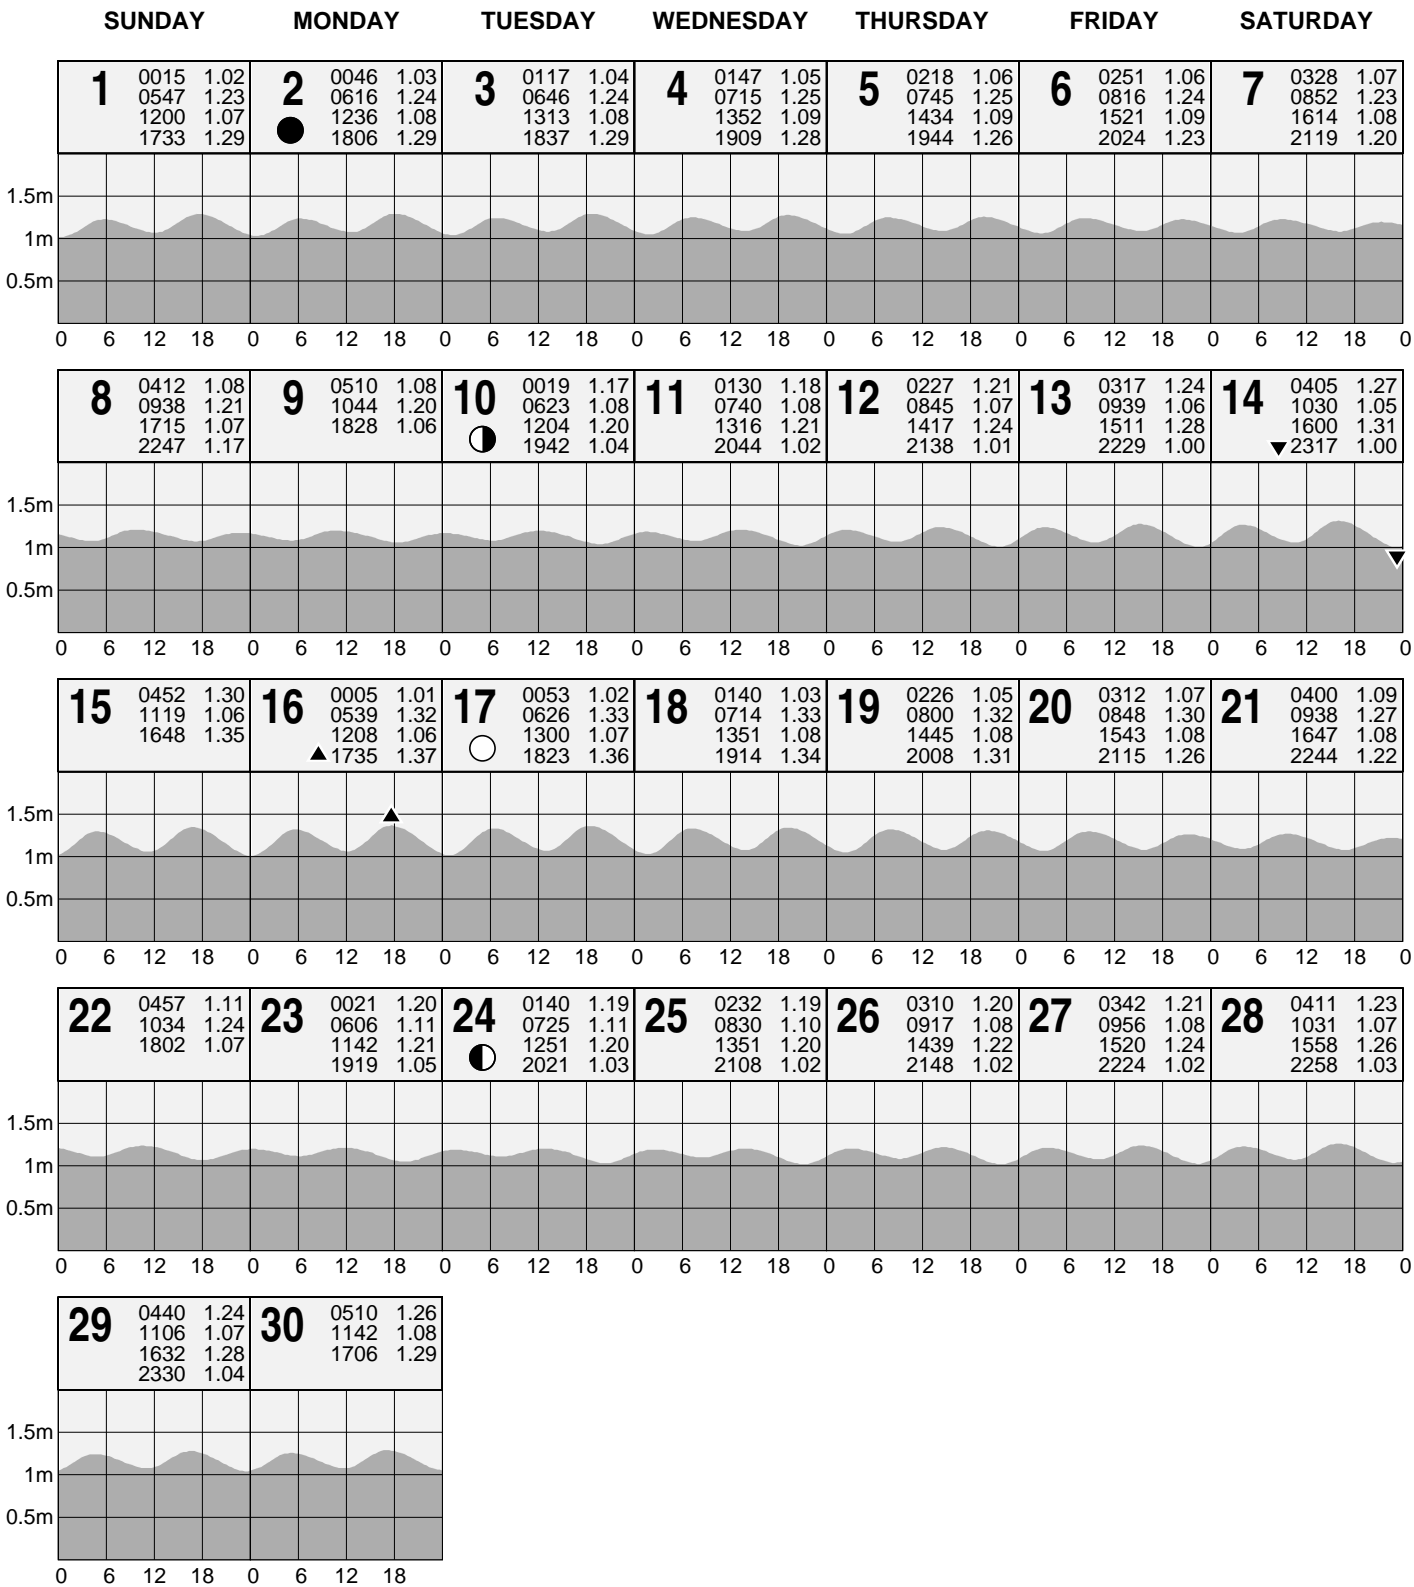 SUNDAY MONDAY TUESDAY WEDNESDAY THURSDAY FRIDAY SATURDAY
1 0015 1.02 2 0046 1.03 3 0117 1.04 4 0147 1.05 5 0218 1.06 6 0251 1.06 7 0328 1.07
0547 1.23 0616 1.24 0646 1.24 0715 1.25 0745 1.25 0816 1.24 0852 1.23
1200 1.07 1236 1.08 1313 1.08 1352 1.09 1434 1.09 1521 1.09 1614 1.08
1733 1.29 1806 1.29 1837 1.29 1909 1.28 1944 1.26 2024 1.23 2119 1.20
1.5m
1m
0.5m
0 6 12 18 0 6 12 18 0 6 12 18 0 6 12 18 0 6 12 18 0 6 12 18 0 6 12 18 0
8 0412 1.08 9 0510 1.08 10 0019 1.17 11 0130 1.18 12 0227 1.21 13 0317 1.24 14 0405 1.27
0938 1.21 1044 1.20 0623 1.08 0740 1.08 0845 1.07 0939 1.06 1030 1.05
1715 1.07 1828 1.06 1204 1.20 1316 1.21 1417 1.24 1511 1.28 1600 1.31
2247 1.17 1942 1.04 2044 1.02 2138 1.01 2229 1.00 2317 1.00
1.5m
1m
0.5m
0 6 12 18 0 6 12 18 0 6 12 18 0 6 12 18 0 6 12 18 0 6 12 18 0 6 12 18 0
15 0452 1.30 16 0005 1.01 17 0053 1.02 18 0140 1.03 19 0226 1.05 20 0312 1.07 21 0400 1.09
1119 1.06 0539 1.32 0626 1.33 0714 1.33 0800 1.32 0848 1.30 0938 1.27
1648 1.35 1208 1.06 1300 1.07 1351 1.08 1445 1.08 1543 1.08 1647 1.08
1735 1.37 1823 1.36 1914 1.34 2008 1.31 2115 1.26 2244 1.22
1.5m
1m
0.5m
0 6 12 18 0 6 12 18 0 6 12 18 0 6 12 18 0 6 12 18 0 6 12 18 0 6 12 18 0
22 0457 1.11 23 0021 1.20 24 0140 1.19 25 0232 1.19 26 0310 1.20 27 0342 1.21 28 0411 1.23
1034 1.24 0606 1.11 0725 1.11 0830 1.10 0917 1.08 0956 1.08 1031 1.07
1802 1.07 1142 1.21 1251 1.20 1351 1.20 1439 1.22 1520 1.24 1558 1.26
1919 1.05 2021 1.03 2108 1.02 2148 1.02 2224 1.02 2258 1.03
1.5m
1m
0.5m
0 6 12 18 0 6 12 18 0 6 12 18 0 6 12 18 0 6 12 18 0 6 12 18 0 6 12 18 0
29 0440 1.24 30 0510 1.26
1106 1.07 1142 1.08
1632 1.28 1706 1.29
2330 1.04
1.5m
1m
0.5m
0 6 12 18 0 6 12 18